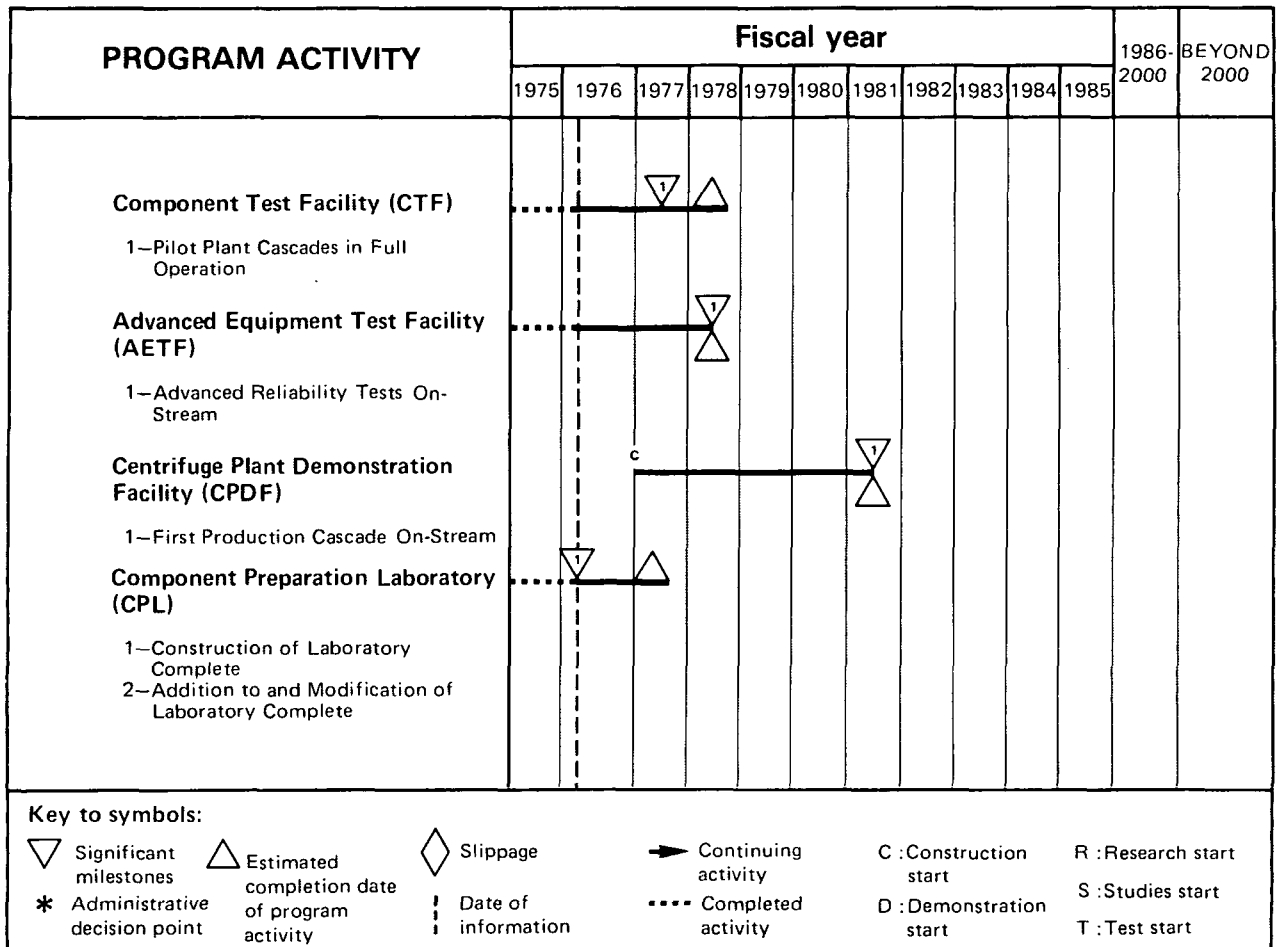 PROGRAM ACTIVITY
Fiscal year
1986-
2000
BEYOND
2000
1975 1976 1977 1978 1979 1980 1981 1982 1983 1984 1985
1
Component Test Facility (CTF)
1—Pilot Plant Cascades in Full
Operation
1
Advanced Equipment Test Facility
(AETF)
1—Advanced Reliability Tests On-
Stream
1
C
Centrifuge Plant Demonstration
Facility (CPDF)
1—First Production Cascade On-Stream
1
Component Preparation Laboratory
(CPL)
1—Construction of Laboratory
Complete
2—Addition to and Modification of
Laboratory Complete
Key to symbols:
Significant
milestones
* Administrative
decision point
Estimated
completion date
of program
activity
Slippage
Date of
information
Continuing
activity
Completed
activity
C :Construction
start
D :Demonstration
start
R :Research start
S :Studies start
T :Test start